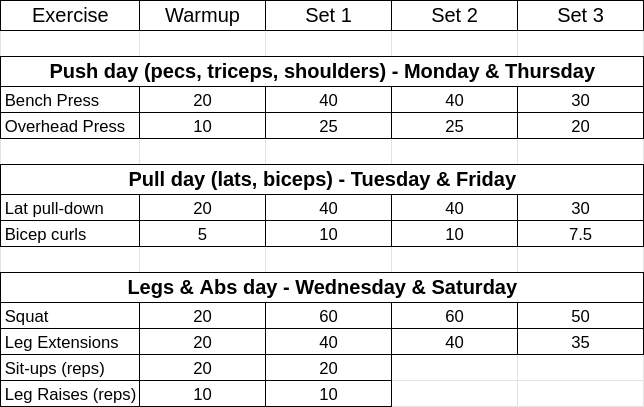 Exercise Warmup Set 1 Set 2 Set 3
Push day (pecs, triceps, shoulders) - Monday & Thursday
Bench Press 20 40 40 30
Overhead Press 10 25 25 20
Pull day (lats, biceps) - Tuesday & Friday
Lat pull-down 20 40 40 30
Bicep curls 5 10 10 7.5
Legs & Abs day - Wednesday & Saturday
Squat 20 60 60 50
Leg Extensions 20 40 40 35
Sit-ups (reps) 20 20
Leg Raises (reps) 10 10